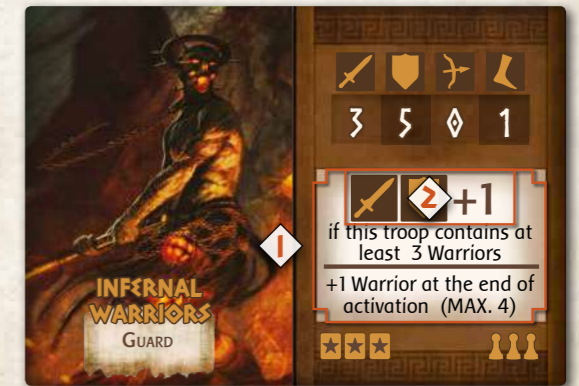 3 5 ◊ 1
2 +1
if this troop contains at
least 3 Warriors
1
+1 Warrior at the end of
activation (MAX. 4)
INFERNAL
WARRIORS
GUARD